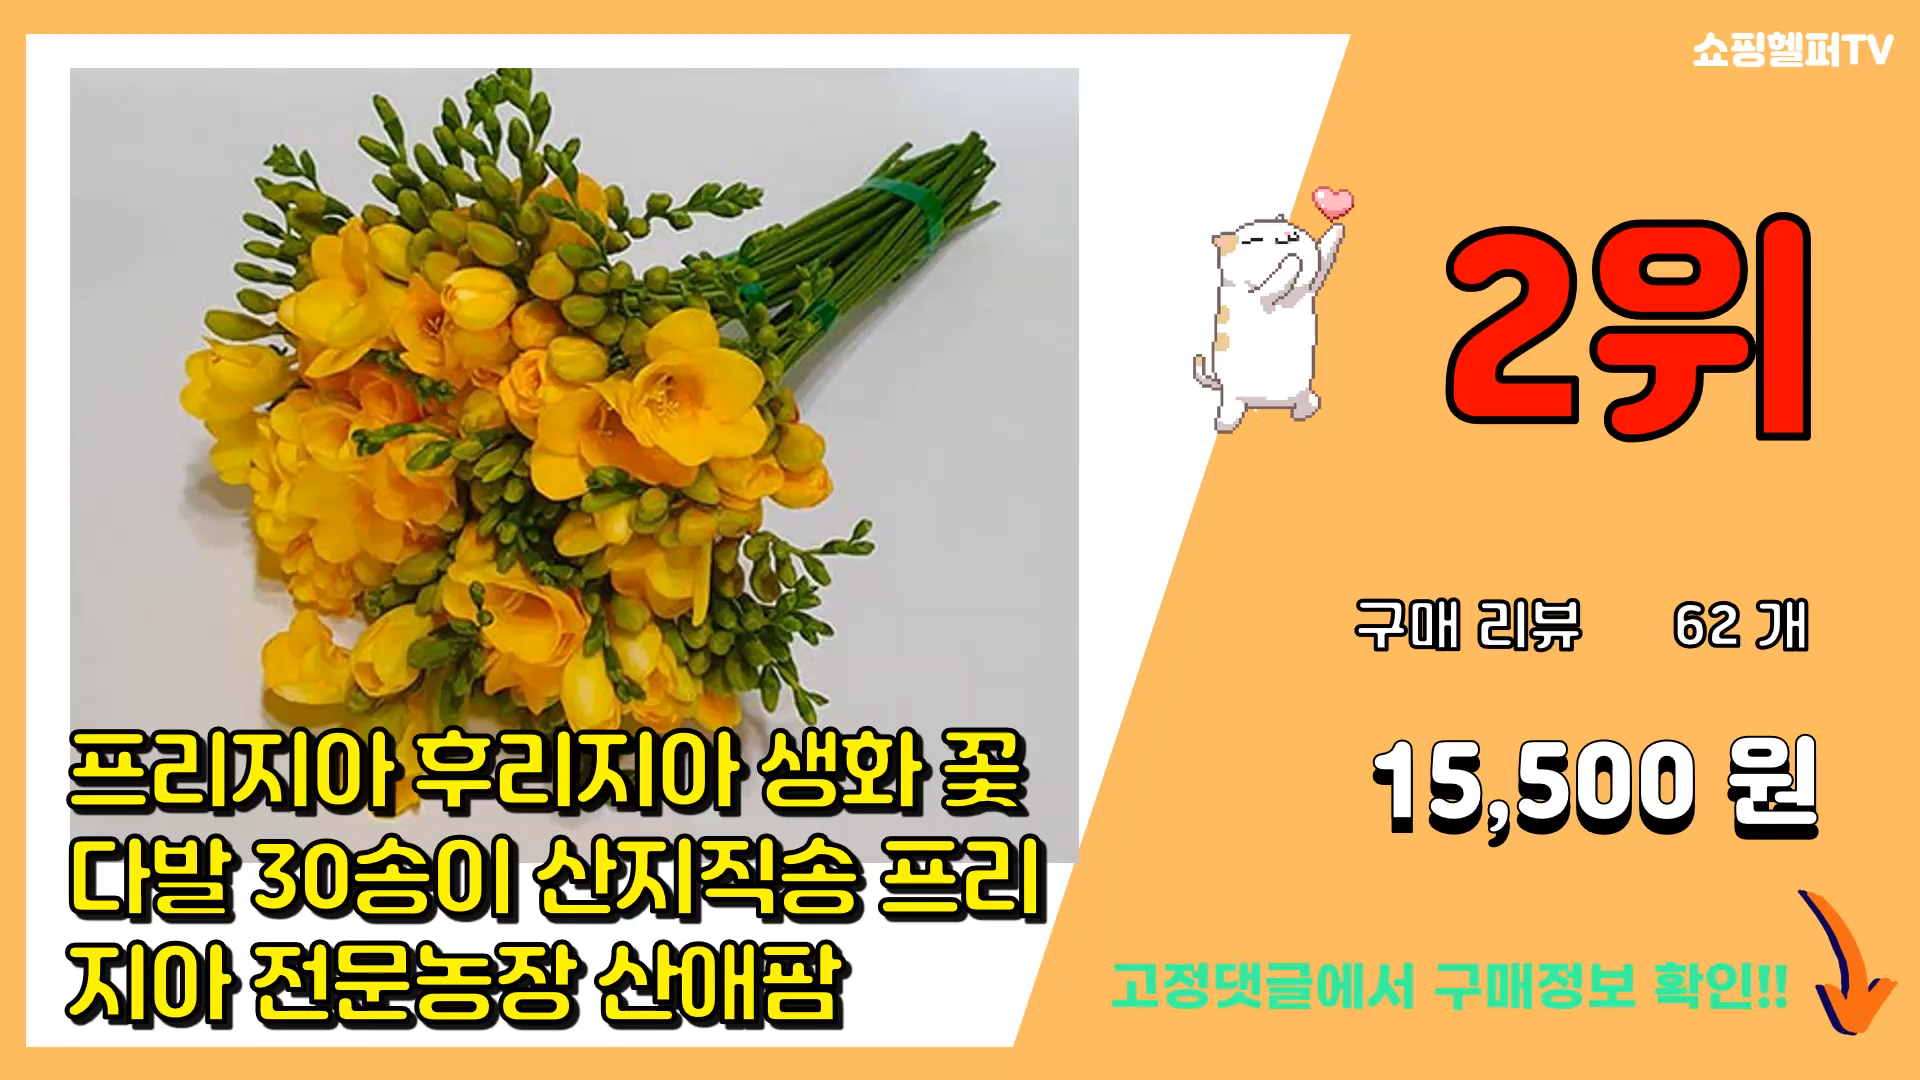 쇼핑헬퍼TV
2위
구매 리뷰 62 개
15,500 원
프리지아 후리지아 생화 꽃
다발 30송이 산지직송 프리
지아 전문농장 산애팜
고정댓글에서 구매정보 확인!!